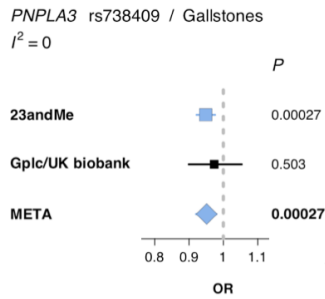 PNPLA3 rs738409 / Gallstones
I² = 0
P
23andMe 0.00027
Gplc/UK biobank 0.503
META 0.00027
0.8 0.9 1 1.1
OR